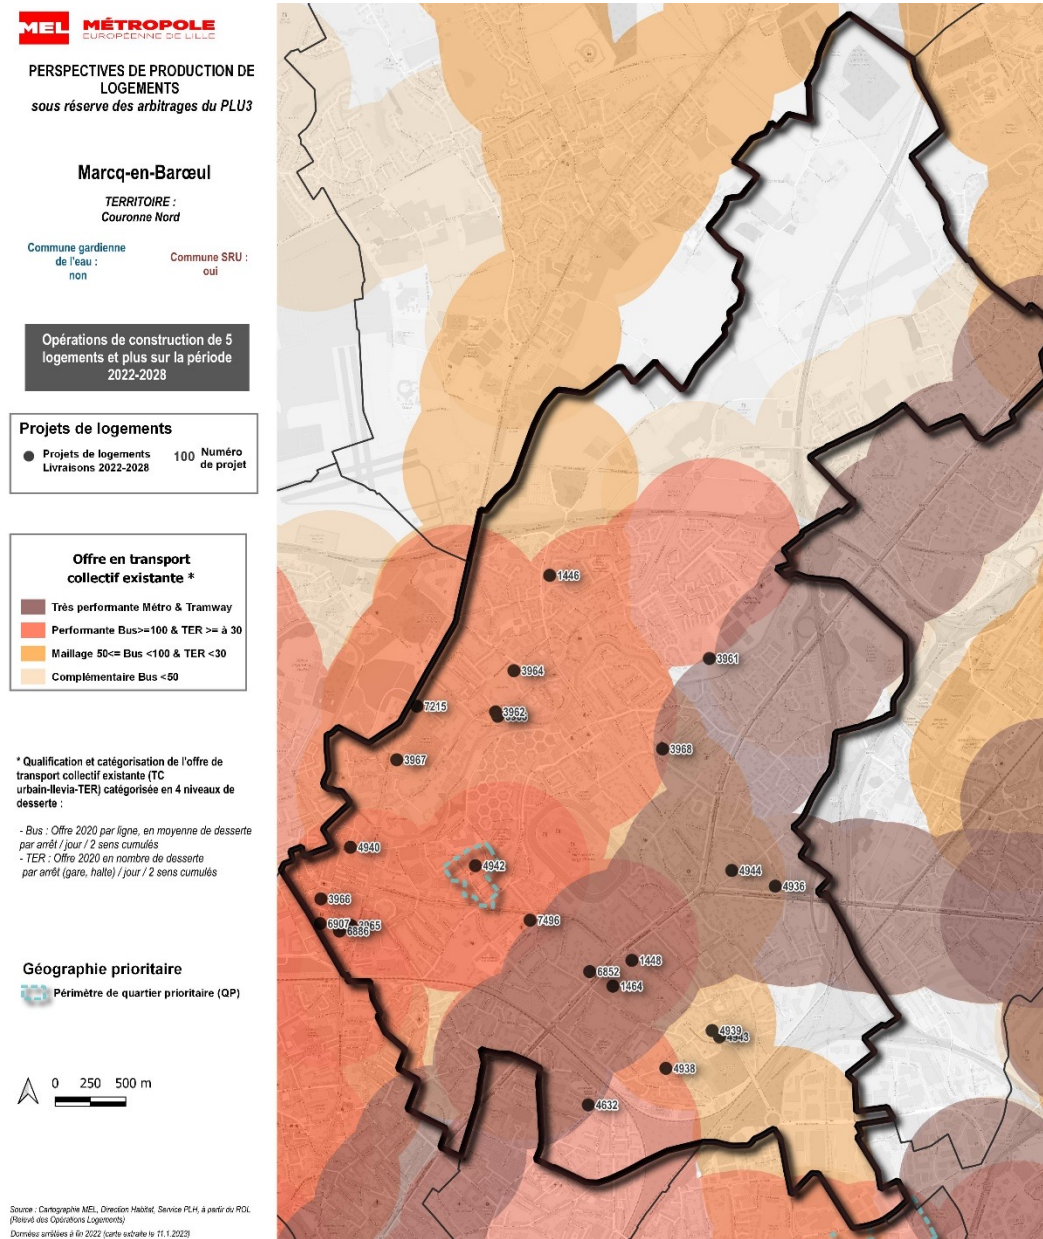 MEL MÉTROPOLE
EUROPÉENNE DE LILLE
PERSPECTIVES DE PRODUCTION DE
LOGEMENTS
sous réserve des arbitrages du PLU3
Marcq-en-Barœul
TERRITOIRE :
Couronne Nord
Commune gardienne
de l'eau :
non
Commune SRU :
oui
Opérations de construction de 5
logements et plus sur la période
2022-2028
Projets de logements
Projets de logements
Livraisons 2022-2028
100 Numéro
de projet
Offre en transport
collectif existante *
Très performante Métro & Tramway
Performante Bus>=100 & TER >= à 30
Maillage 50<= Bus <100 & TER <30
Complémentaire Bus <50
* Qualification et catégorisation de l'offre de
transport collectif existante (TC
urbain-Ilevia-TER) catégorisée en 4 niveaux de
desserte :
- Bus : Offre 2020 par ligne, en moyenne de desserte
par arrêt / jour / 2 sens cumulés
- TER : Offre 2020 en nombre de desserte
par arrêt (gare, halte) / jour / 2 sens cumulés
Géographie prioritaire
Périmètre de quartier prioritaire (QP)
0 250 500 m
Source : Cartographie MEL, Direction Habitat, Service PLH, à partir du ROL
(Relevé des Opérations Logements)
Données arrêtées à fin 2022 (carte extraite le 11.1.2023)
1446
3961
3964
7215
3962
3968
3967
4940
4942
4944
4936
3966
6907
3965
6886
7496
1448
6852
1464
4939
4943
4938
4632